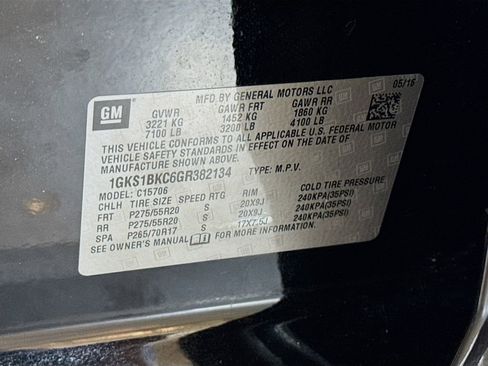 MFD BY GENERAL MOTORS LLC
05/16
GM
GVWR GAWR FRT GAWR RR
3221 KG 1452 KG 1860 KG
7100 LB 3200 LB 4100 LB
THIS VEHICLE CONFORMS TO ALL APPLICABLE U.S. FEDERAL
MOTOR VEHICLE SAFETY STANDARDS IN EFFECT ON THE DATE OF
MANUFACTURE SHOWN ABOVE.
1GKS1BKC6GR382134 TYPE: M.P.V.
MODEL: C15706
CHLH TIRE SIZE SPEED RTG RIM COLD TIRE PRESSURE
FRT P275/55R20 S 20X9J 240KPA(35PSI)
RR P275/55R20 S 20X9J 240KPA(35PSI)
SPA P265/70R17 17X7.5J 240KPA(35PSI)
SEE OWNER'S MANUAL FOR MORE INFORMATION.